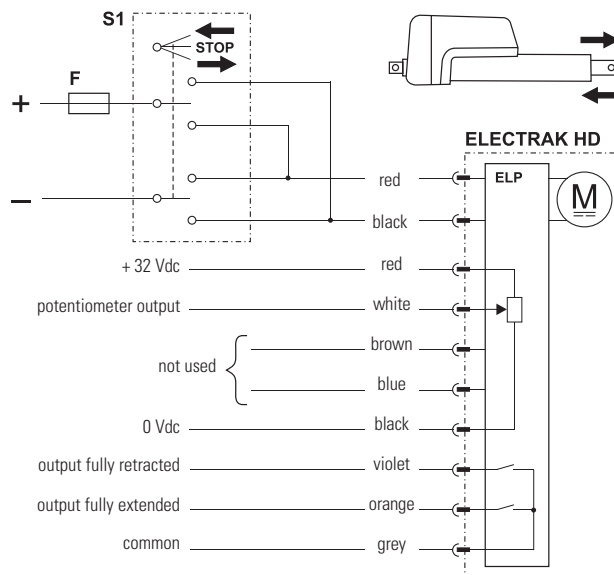 S1
STOP
F
+
–
ELECTRAK HD
ELP
M
red
black
+ 32 Vdc red
potentiometer output white
not used
brown
blue
0 Vdc black
output fully retracted violet
output fully extended orange
common grey